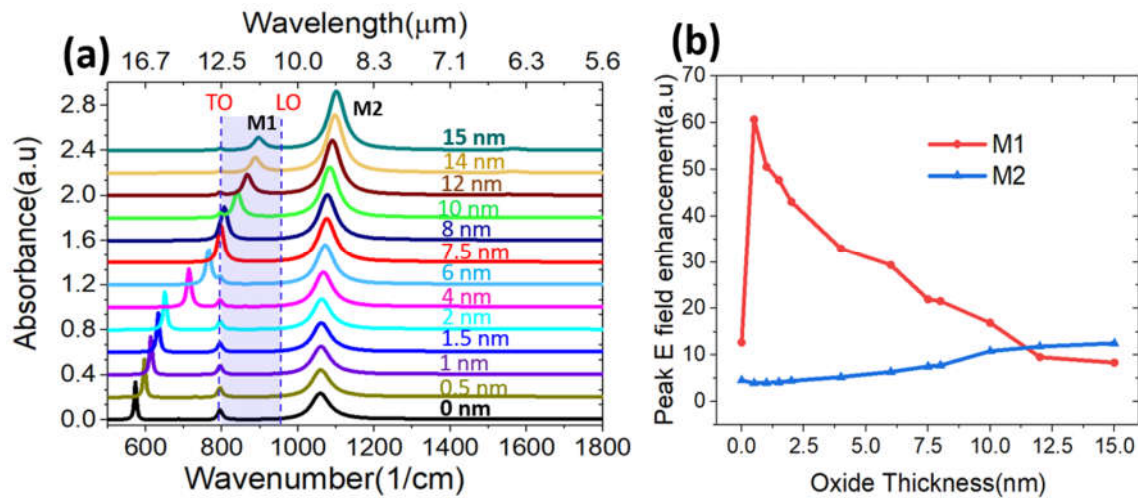 (a)
Wavelength(μm)
16.7 12.5 10.0 9.0 8.3 7.1 6.3 5.6
TO LO
M1 M2
Absorbance(a.u)
2.8
2.4
2.0
1.6
1.2
0.8
0.4
0.0
15 nm
14 nm
12 nm
10 nm
8 nm
7.5 nm
6 nm
4 nm
2 nm
1.5 nm
1 nm
0.5 nm
0 nm
600 800 1000 1200 1400 1600 1800
Wavenumber(1/cm)
(b)
Peak E field enhancement(a.u)
70
60
50
40
30
20
10
0
M1
M2
0.0 2.5 5.0 7.5 10.0 12.5 15.0
Oxide Thickness(nm)